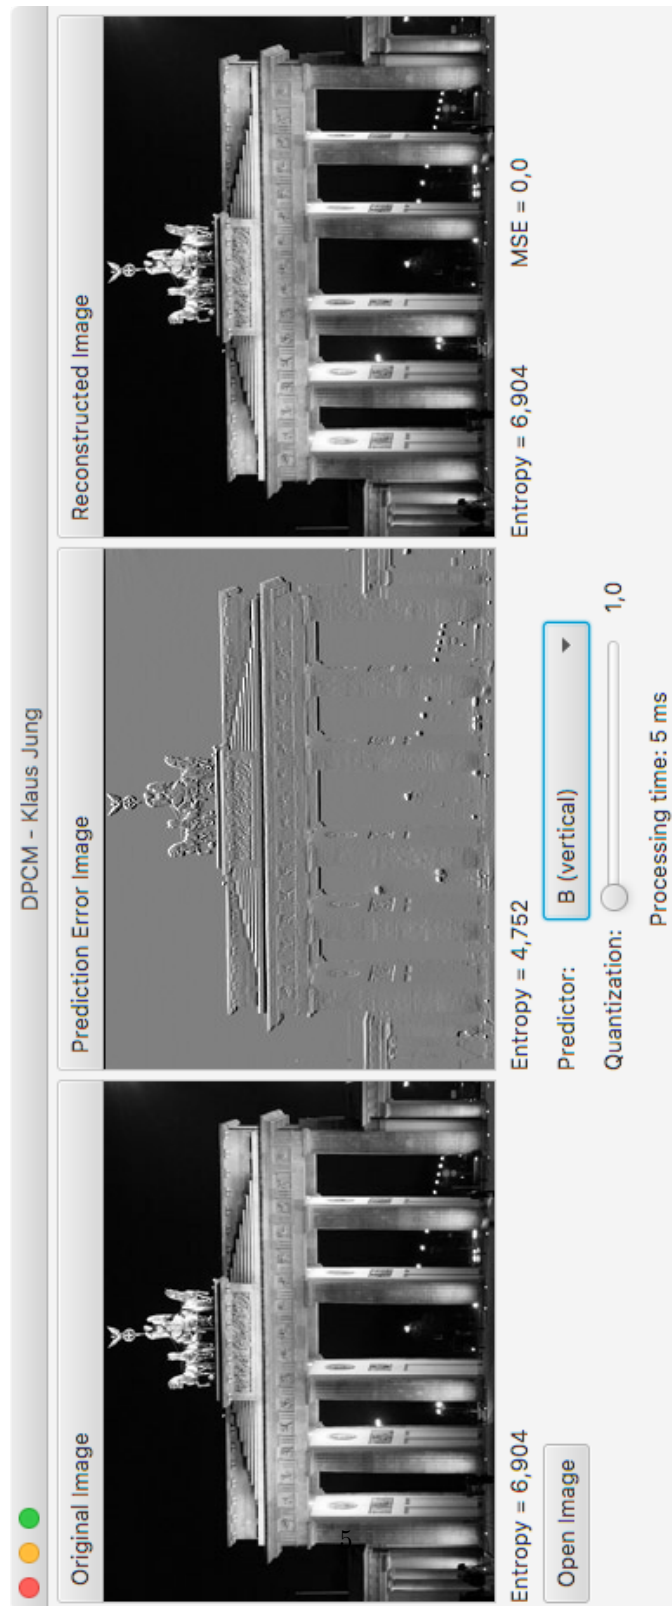 DPCM - Klaus Jung
Original Image
Prediction Error Image
Reconstructed Image
Entropy = 6,904
Entropy = 4,752
Entropy = 6,904
MSE = 0,0
Open Image
Predictor:
B (vertical)
Quantization:
1,0
Processing time: 5 ms
5